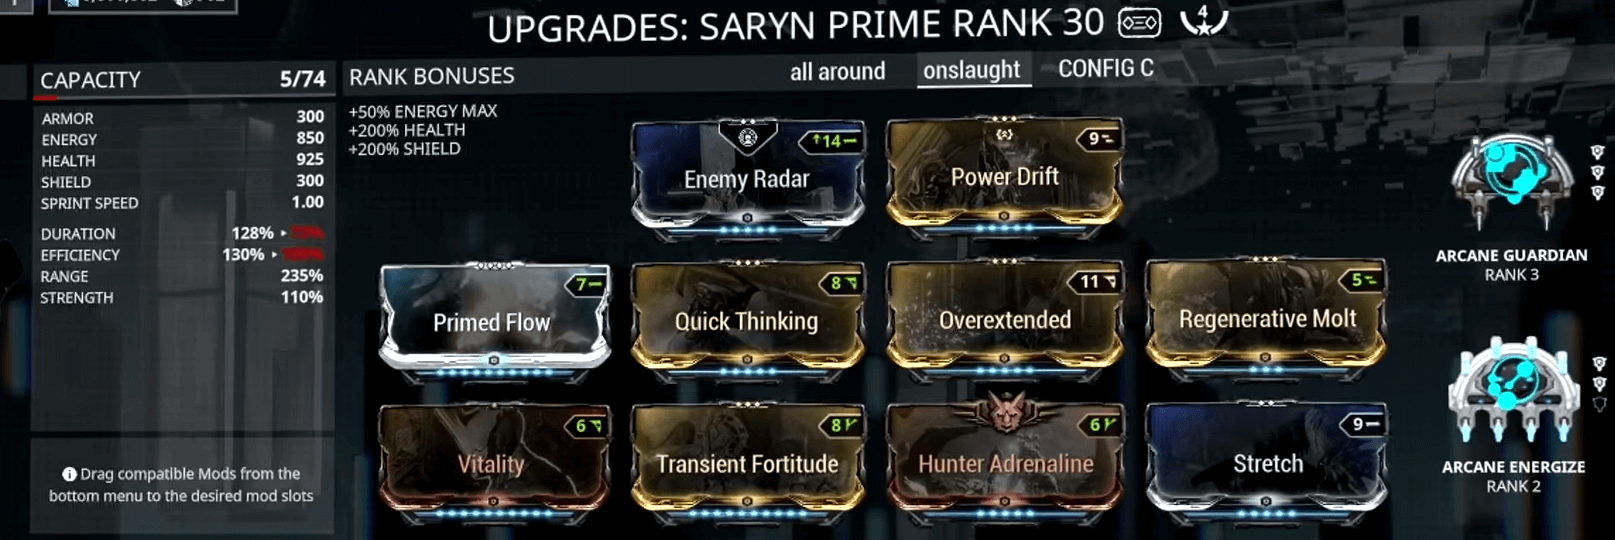 UPGRADES: SARYN PRIME RANK 30
4
CAPACITY 5/74
ARMOR 300
ENERGY 850
HEALTH 925
SHIELD 300
SPRINT SPEED 1.00
DURATION 128%
EFFICIENCY 130%
RANGE 235%
STRENGTH 110%
Drag compatible Mods from the
bottom menu to the desired mod slots
RANK BONUSES
+50% ENERGY MAX
+200% HEALTH
+200% SHIELD
all around onslaught CONFIG C
14
Enemy Radar
9
Power Drift
7
Primed Flow
8
Quick Thinking
11
Overextended
5
Regenerative Molt
6
Vitality
8
Transient Fortitude
6
Hunter Adrenaline
9
Stretch
ARCANE GUARDIAN
RANK 3
ARCANE ENERGIZE
RANK 2